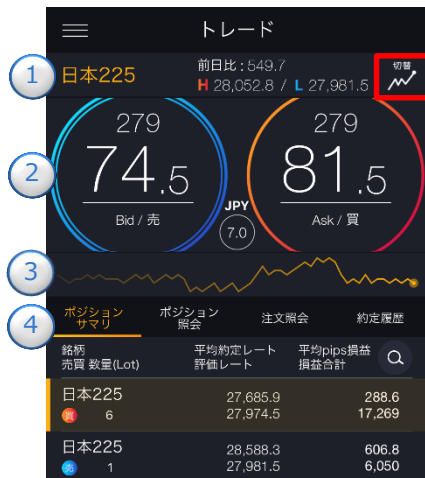 トレード
1
日本225
前日比:549.7
H 28,052.8 / L 27,981.5
切替
2
279
74.5
Bid / 売
JPY
7.0
279
81.5
Ask / 買
3
4
ポジション
サマリ
ポジション
照会
注文照会
約定履歴
銘柄
売買 数量(Lot)
平均約定レート
評価レート
平均pips損益
損益合計
日本225 27,685.9 288.6
買 6 27,974.5 17,269
日本225 28,588.3 606.8
売 1 27,981.5 6,050